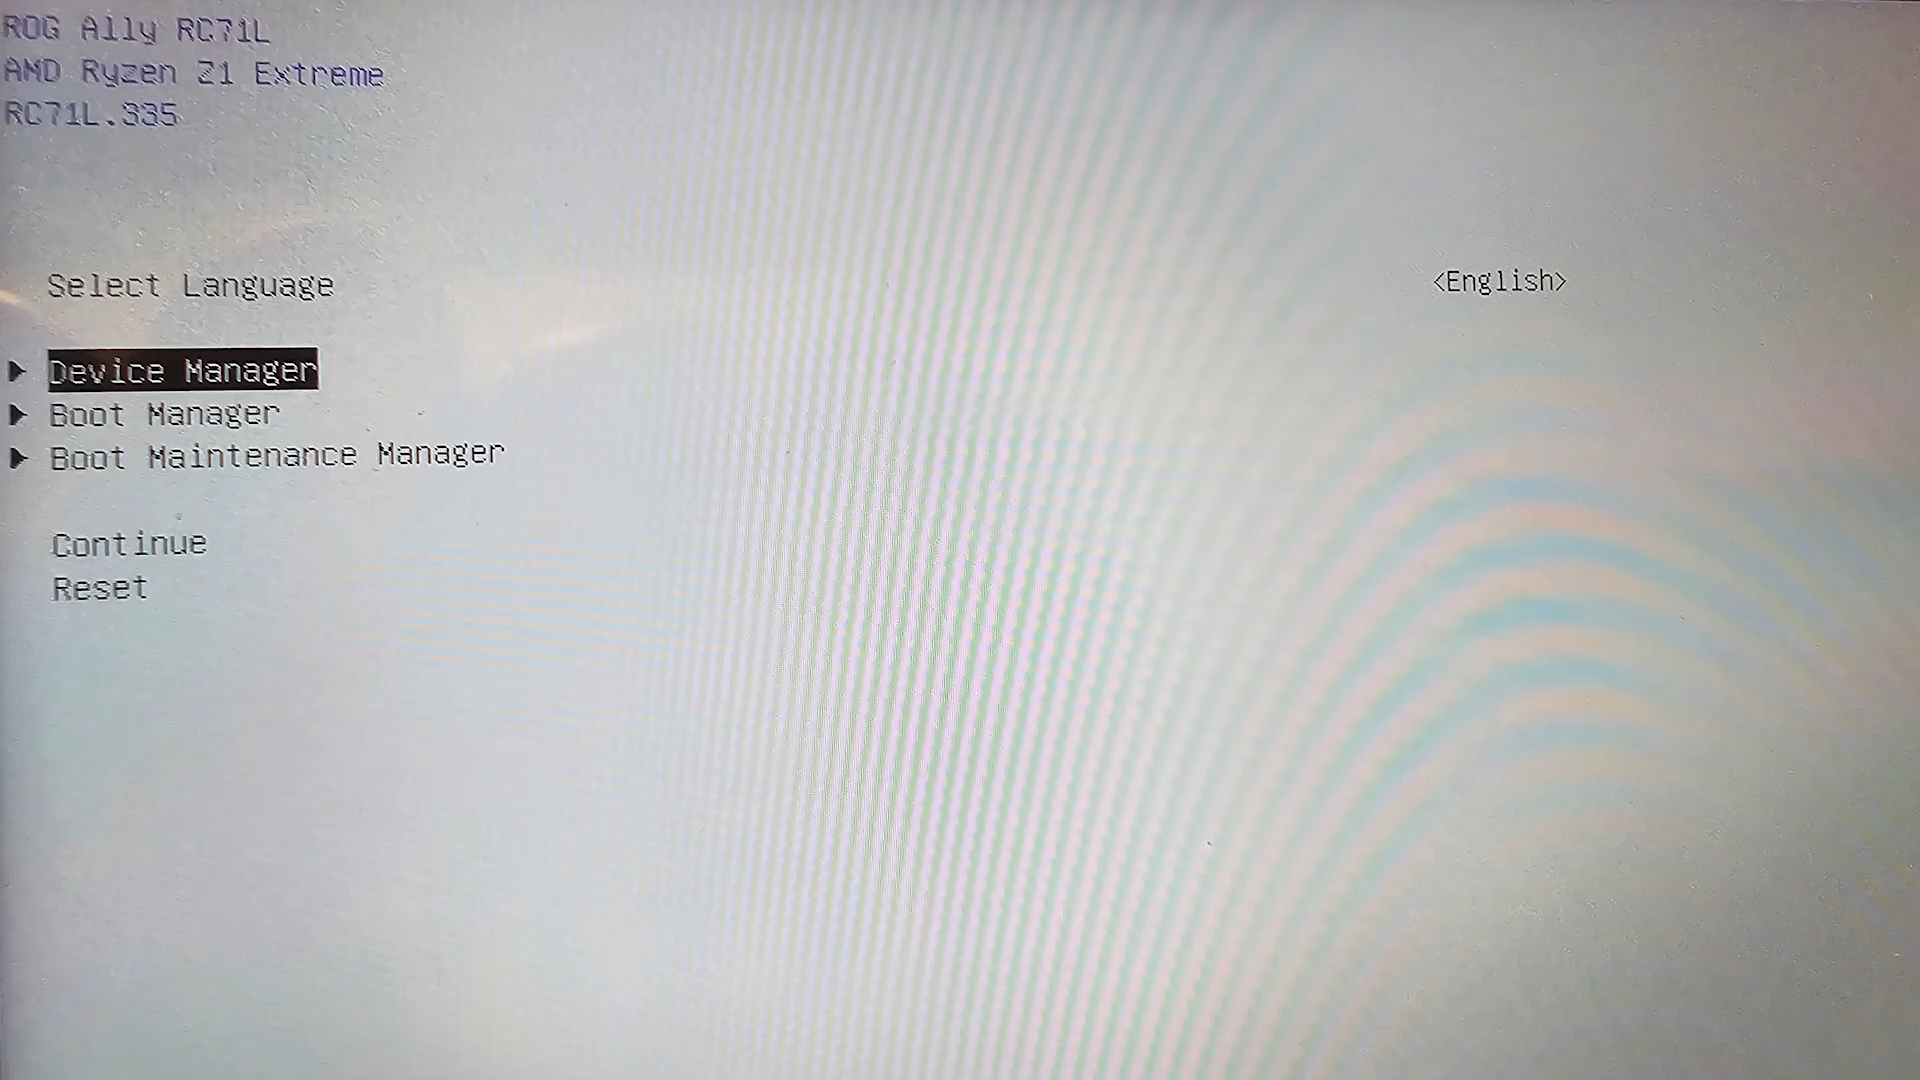 ROG Ally RC71L
AMD Ryzen Z1 Extreme
RC71L.335
Select Language <English>
Device Manager
Boot Manager
Boot Maintenance Manager
Continue
Reset